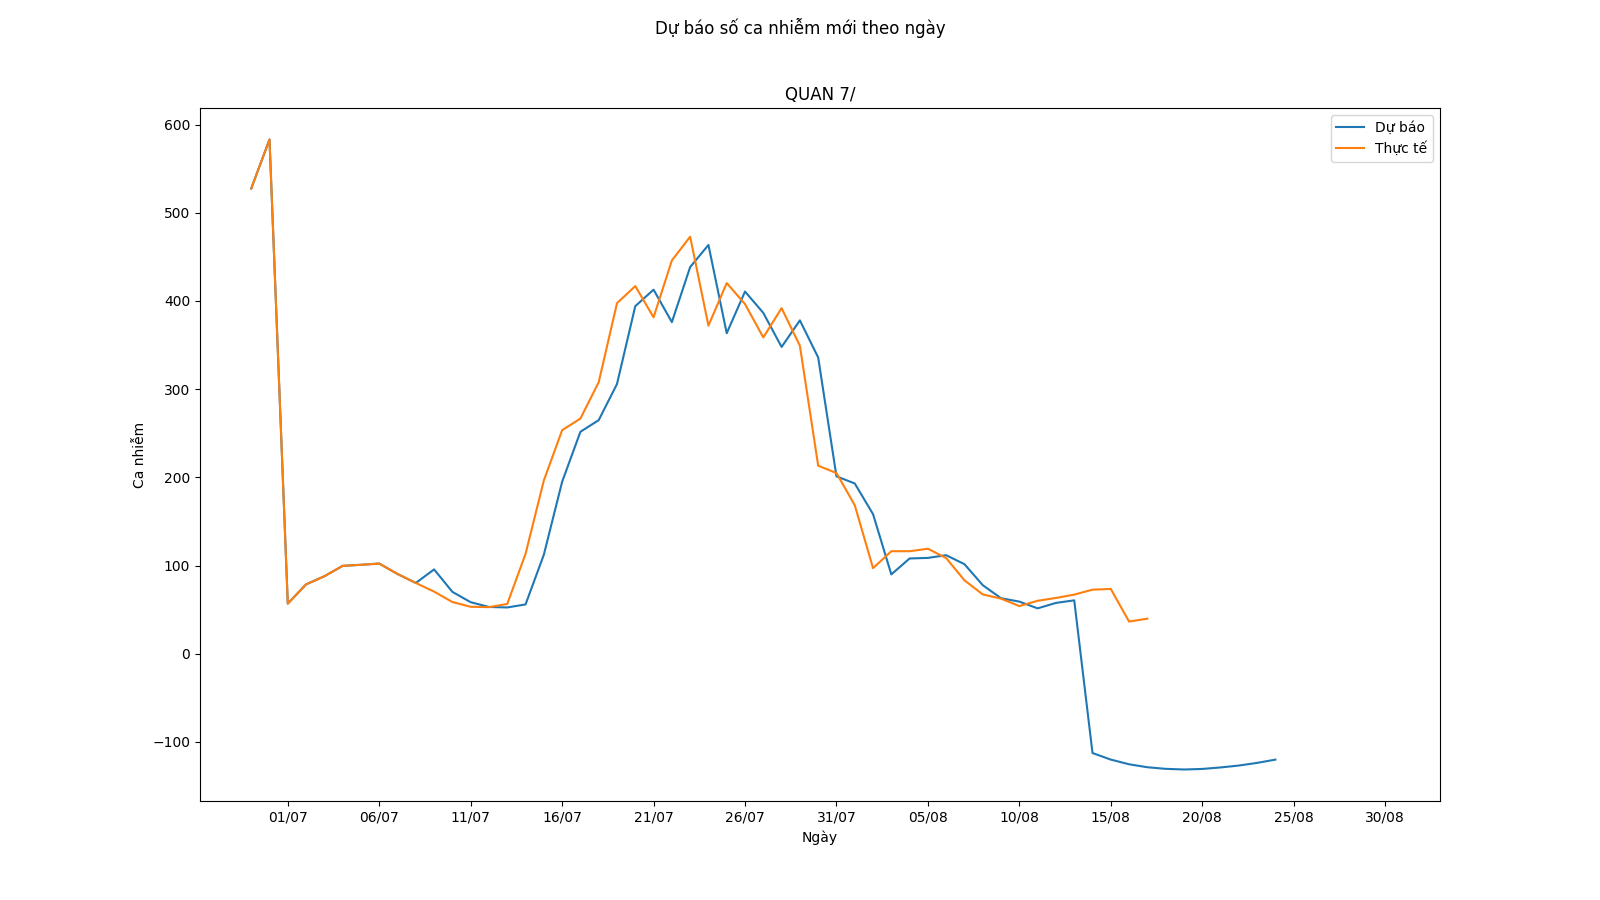 Dự báo số ca nhiễm mới theo ngày
QUAN 7/
Dự báo
Thực tế
600
500
400
300
200
100
0
−100
Ca nhiễm
01/07 06/07 11/07 16/07 21/07 26/07 31/07 05/08 10/08 15/08 20/08 25/08 30/08
Ngày